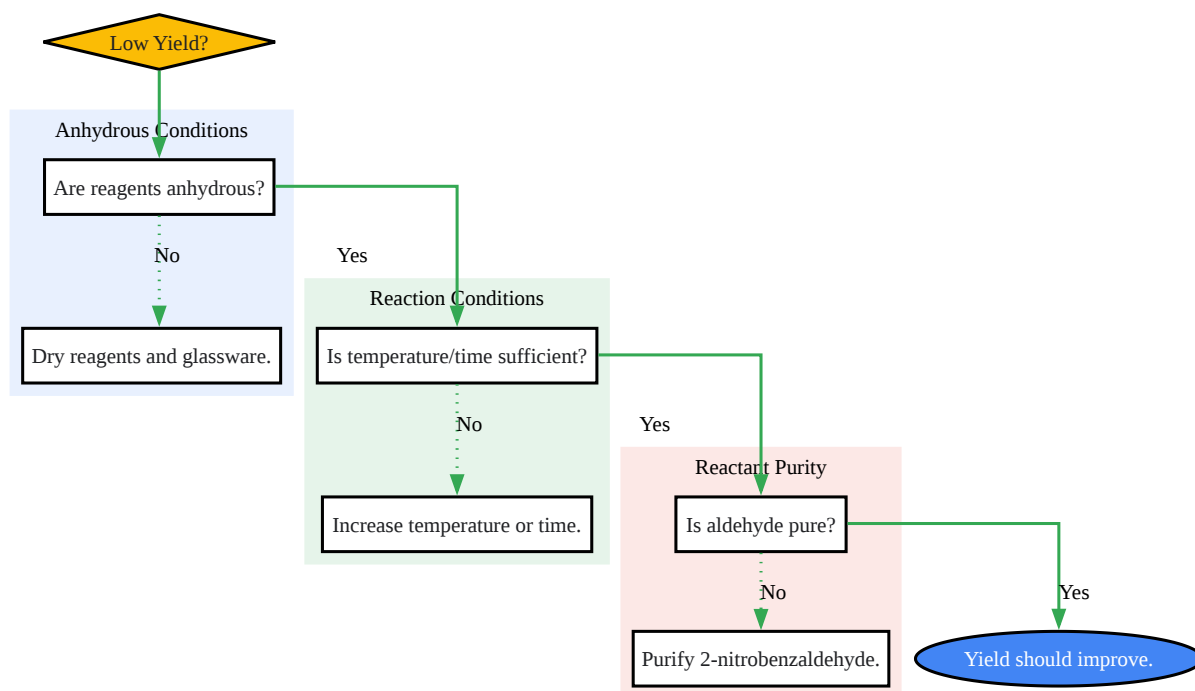 Low Yield?
Anhydrous Conditions
Are reagents anhydrous?
No
Yes
Dry reagents and glassware.
Reaction Conditions
Is temperature/time sufficient?
No
Yes
Increase temperature or time.
Reactant Purity
Is aldehyde pure?
No
Yes
Purify 2-nitrobenzaldehyde.
Yield should improve.